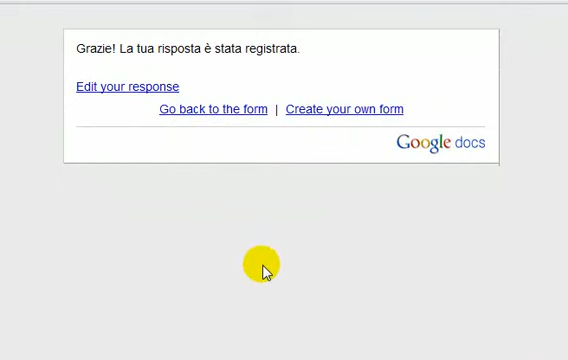 Grazie! La tua risposta è stata registrata.
Edit your response
Go back to the form | Create your own form
Google docs